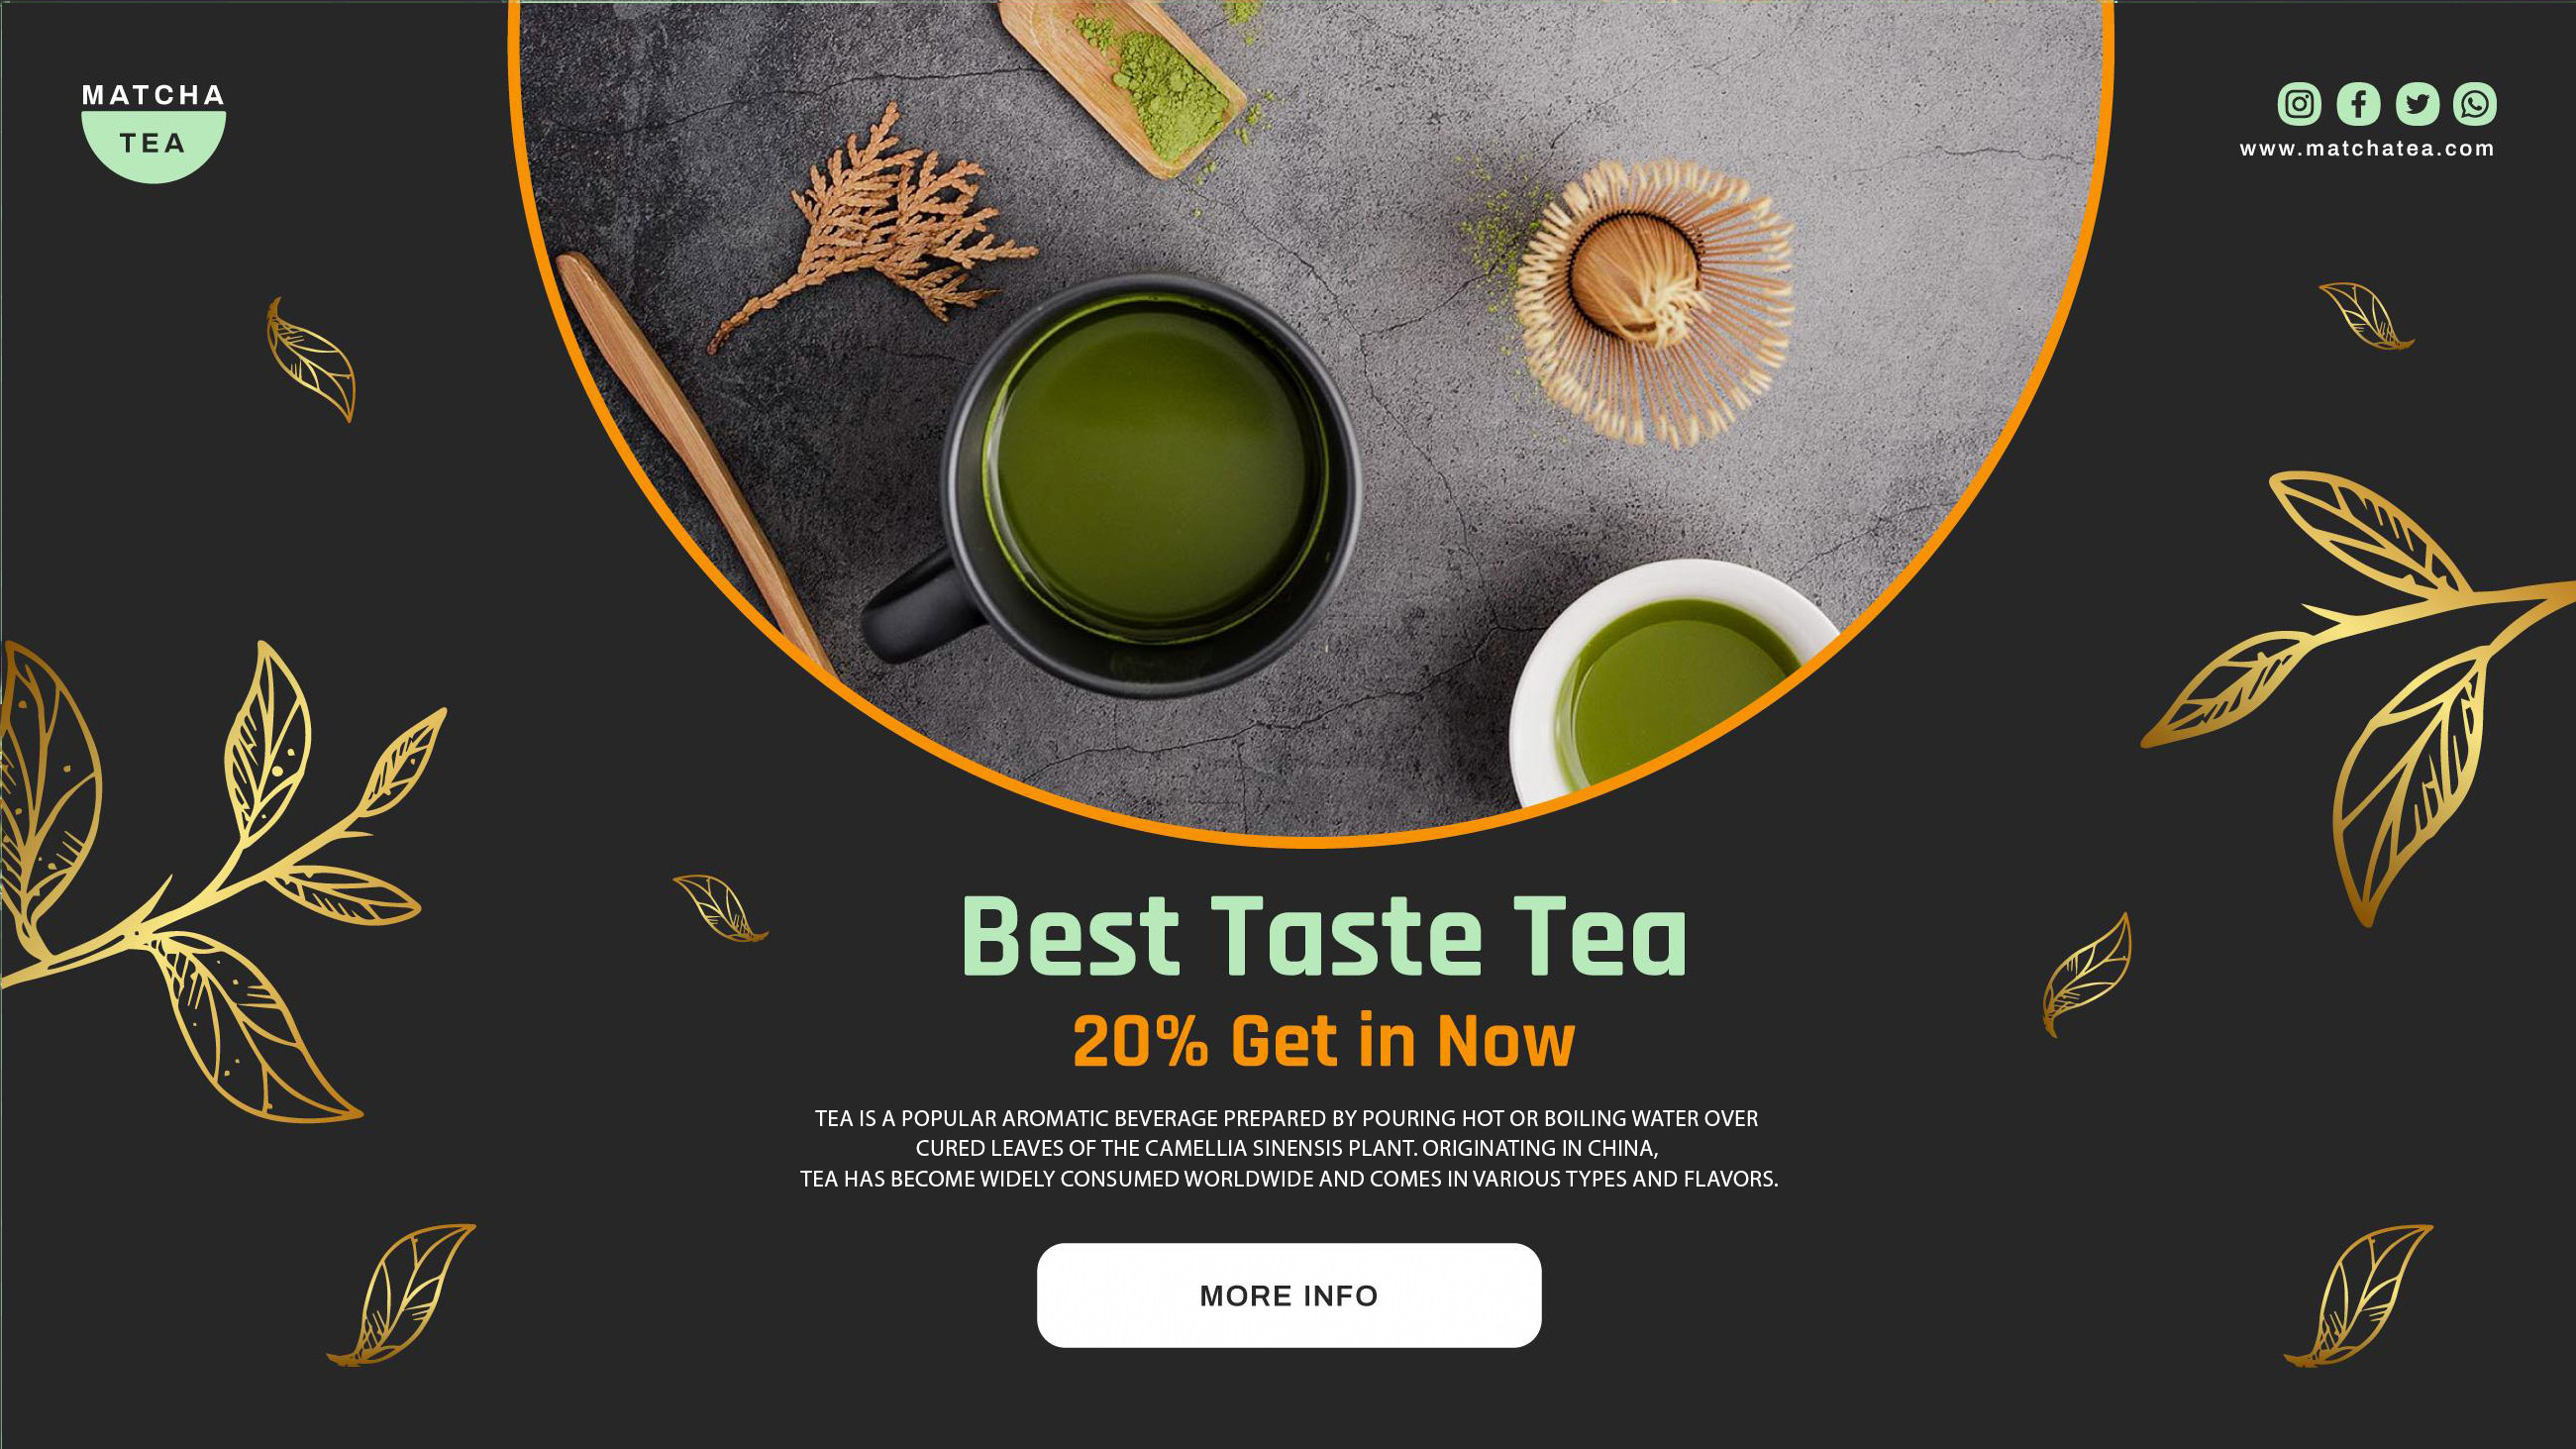 MATCHA
TEA
www.matchatea.com
Best Taste Tea
20% Get in Now
TEA IS A POPULAR AROMATIC BEVERAGE PREPARED BY POURING HOT OR BOILING WATER OVER
CURED LEAVES OF THE CAMELLIA SINENSIS PLANT. ORIGINATING IN CHINA,
TEA HAS BECOME WIDELY CONSUMED WORLDWIDE AND COMES IN VARIOUS TYPES AND FLAVORS.
MORE INFO